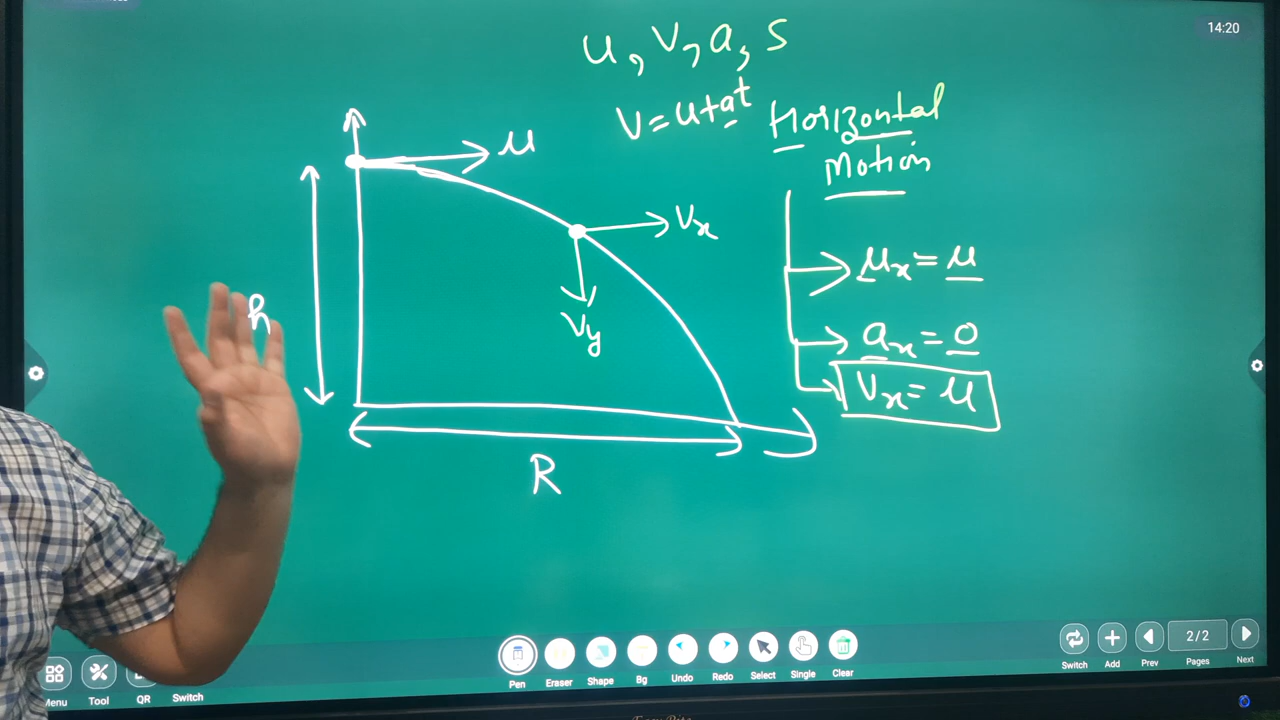 14:20
u, v, a, s
v = u + at
Horizontal
Motion
u
Vx
Vy
h
R
ux = u
ax = 0
Vx = u
Menu
Tool
QR
Switch
Pen
Eraser
Shape
Bg
Undo
Redo
Select
Single
Clear
Switch
Add
Prev
2/2
Pages
Next